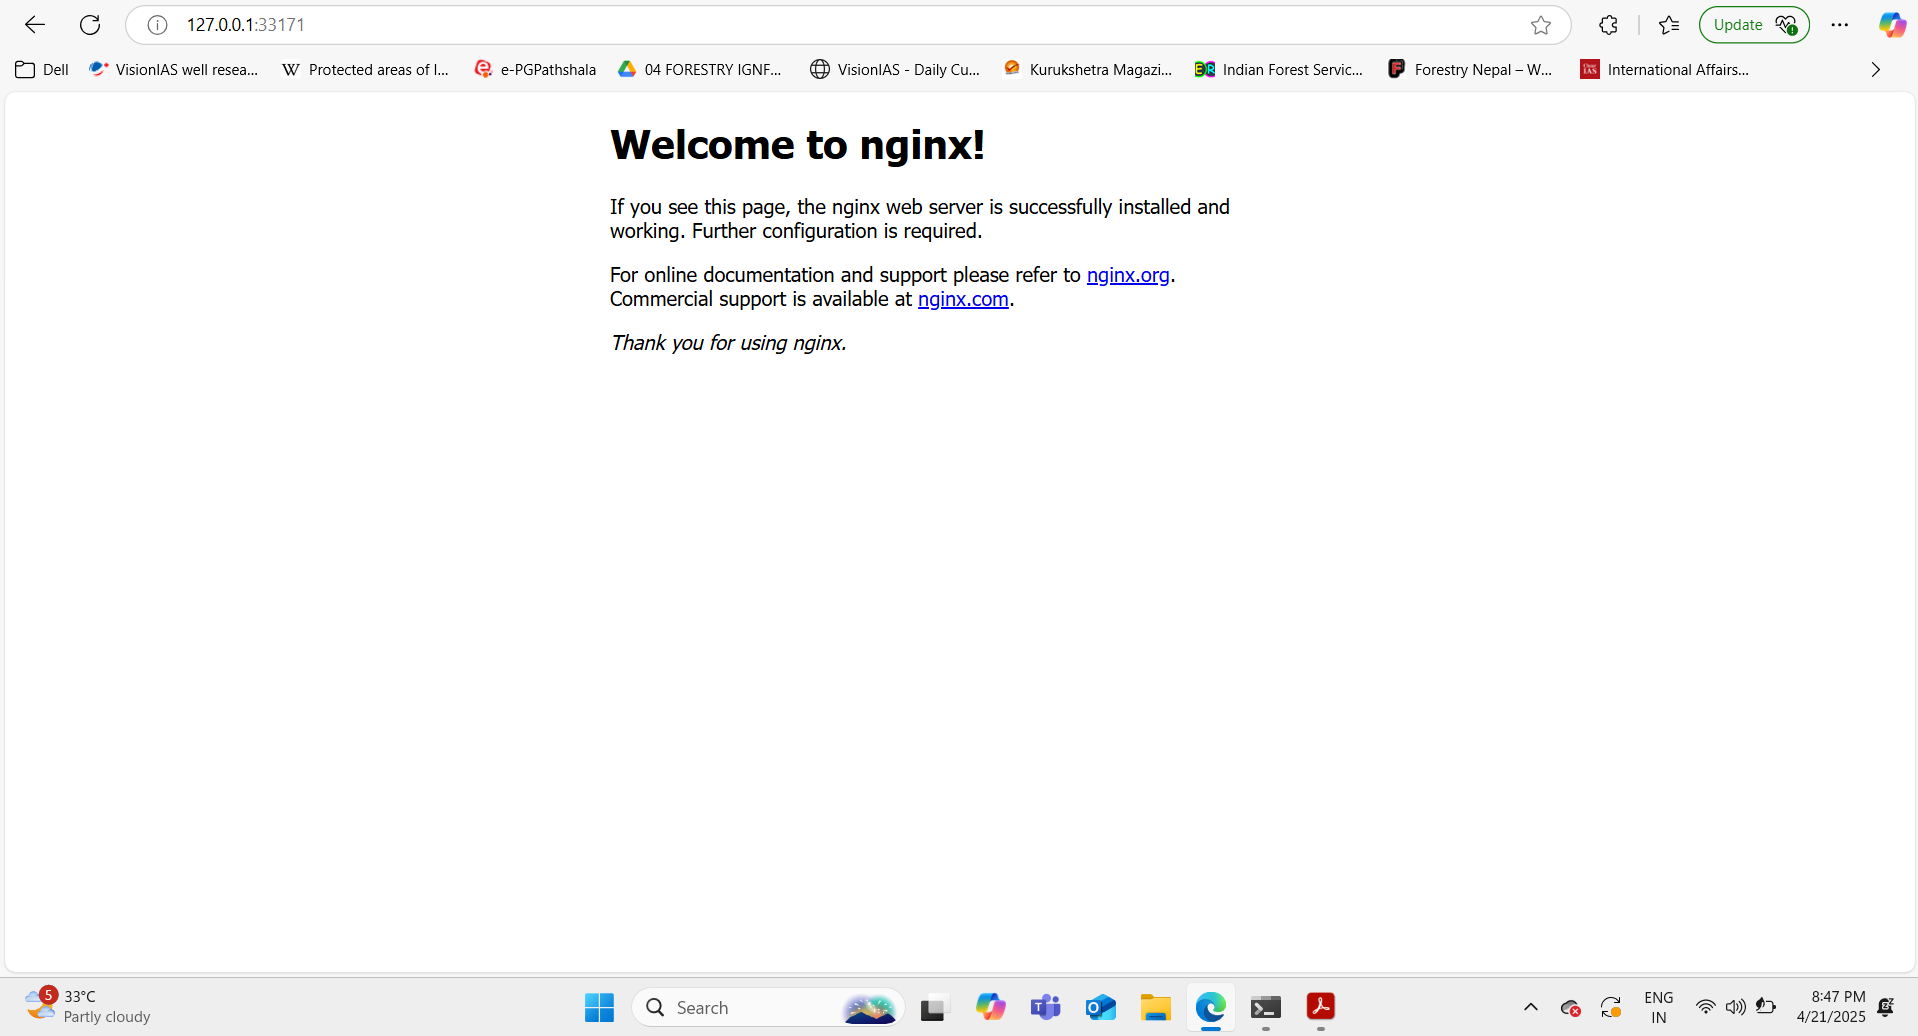 127.0.0.1:33171
Update
Dell
VisionIAS well resea...
W Protected areas of I...
e-PGPathshala
04 FORESTRY IGNF...
VisionIAS - Daily Cu...
Kurukshetra Magazi...
Indian Forest Servic...
Forestry Nepal – W...
International Affairs...
Welcome to nginx!
If you see this page, the nginx web server is successfully installed and
working. Further configuration is required.
For online documentation and support please refer to nginx.org.
Commercial support is available at nginx.com.
Thank you for using nginx.
5
33°C
Partly cloudy
Search
ENG
IN
8:47 PM
4/21/2025